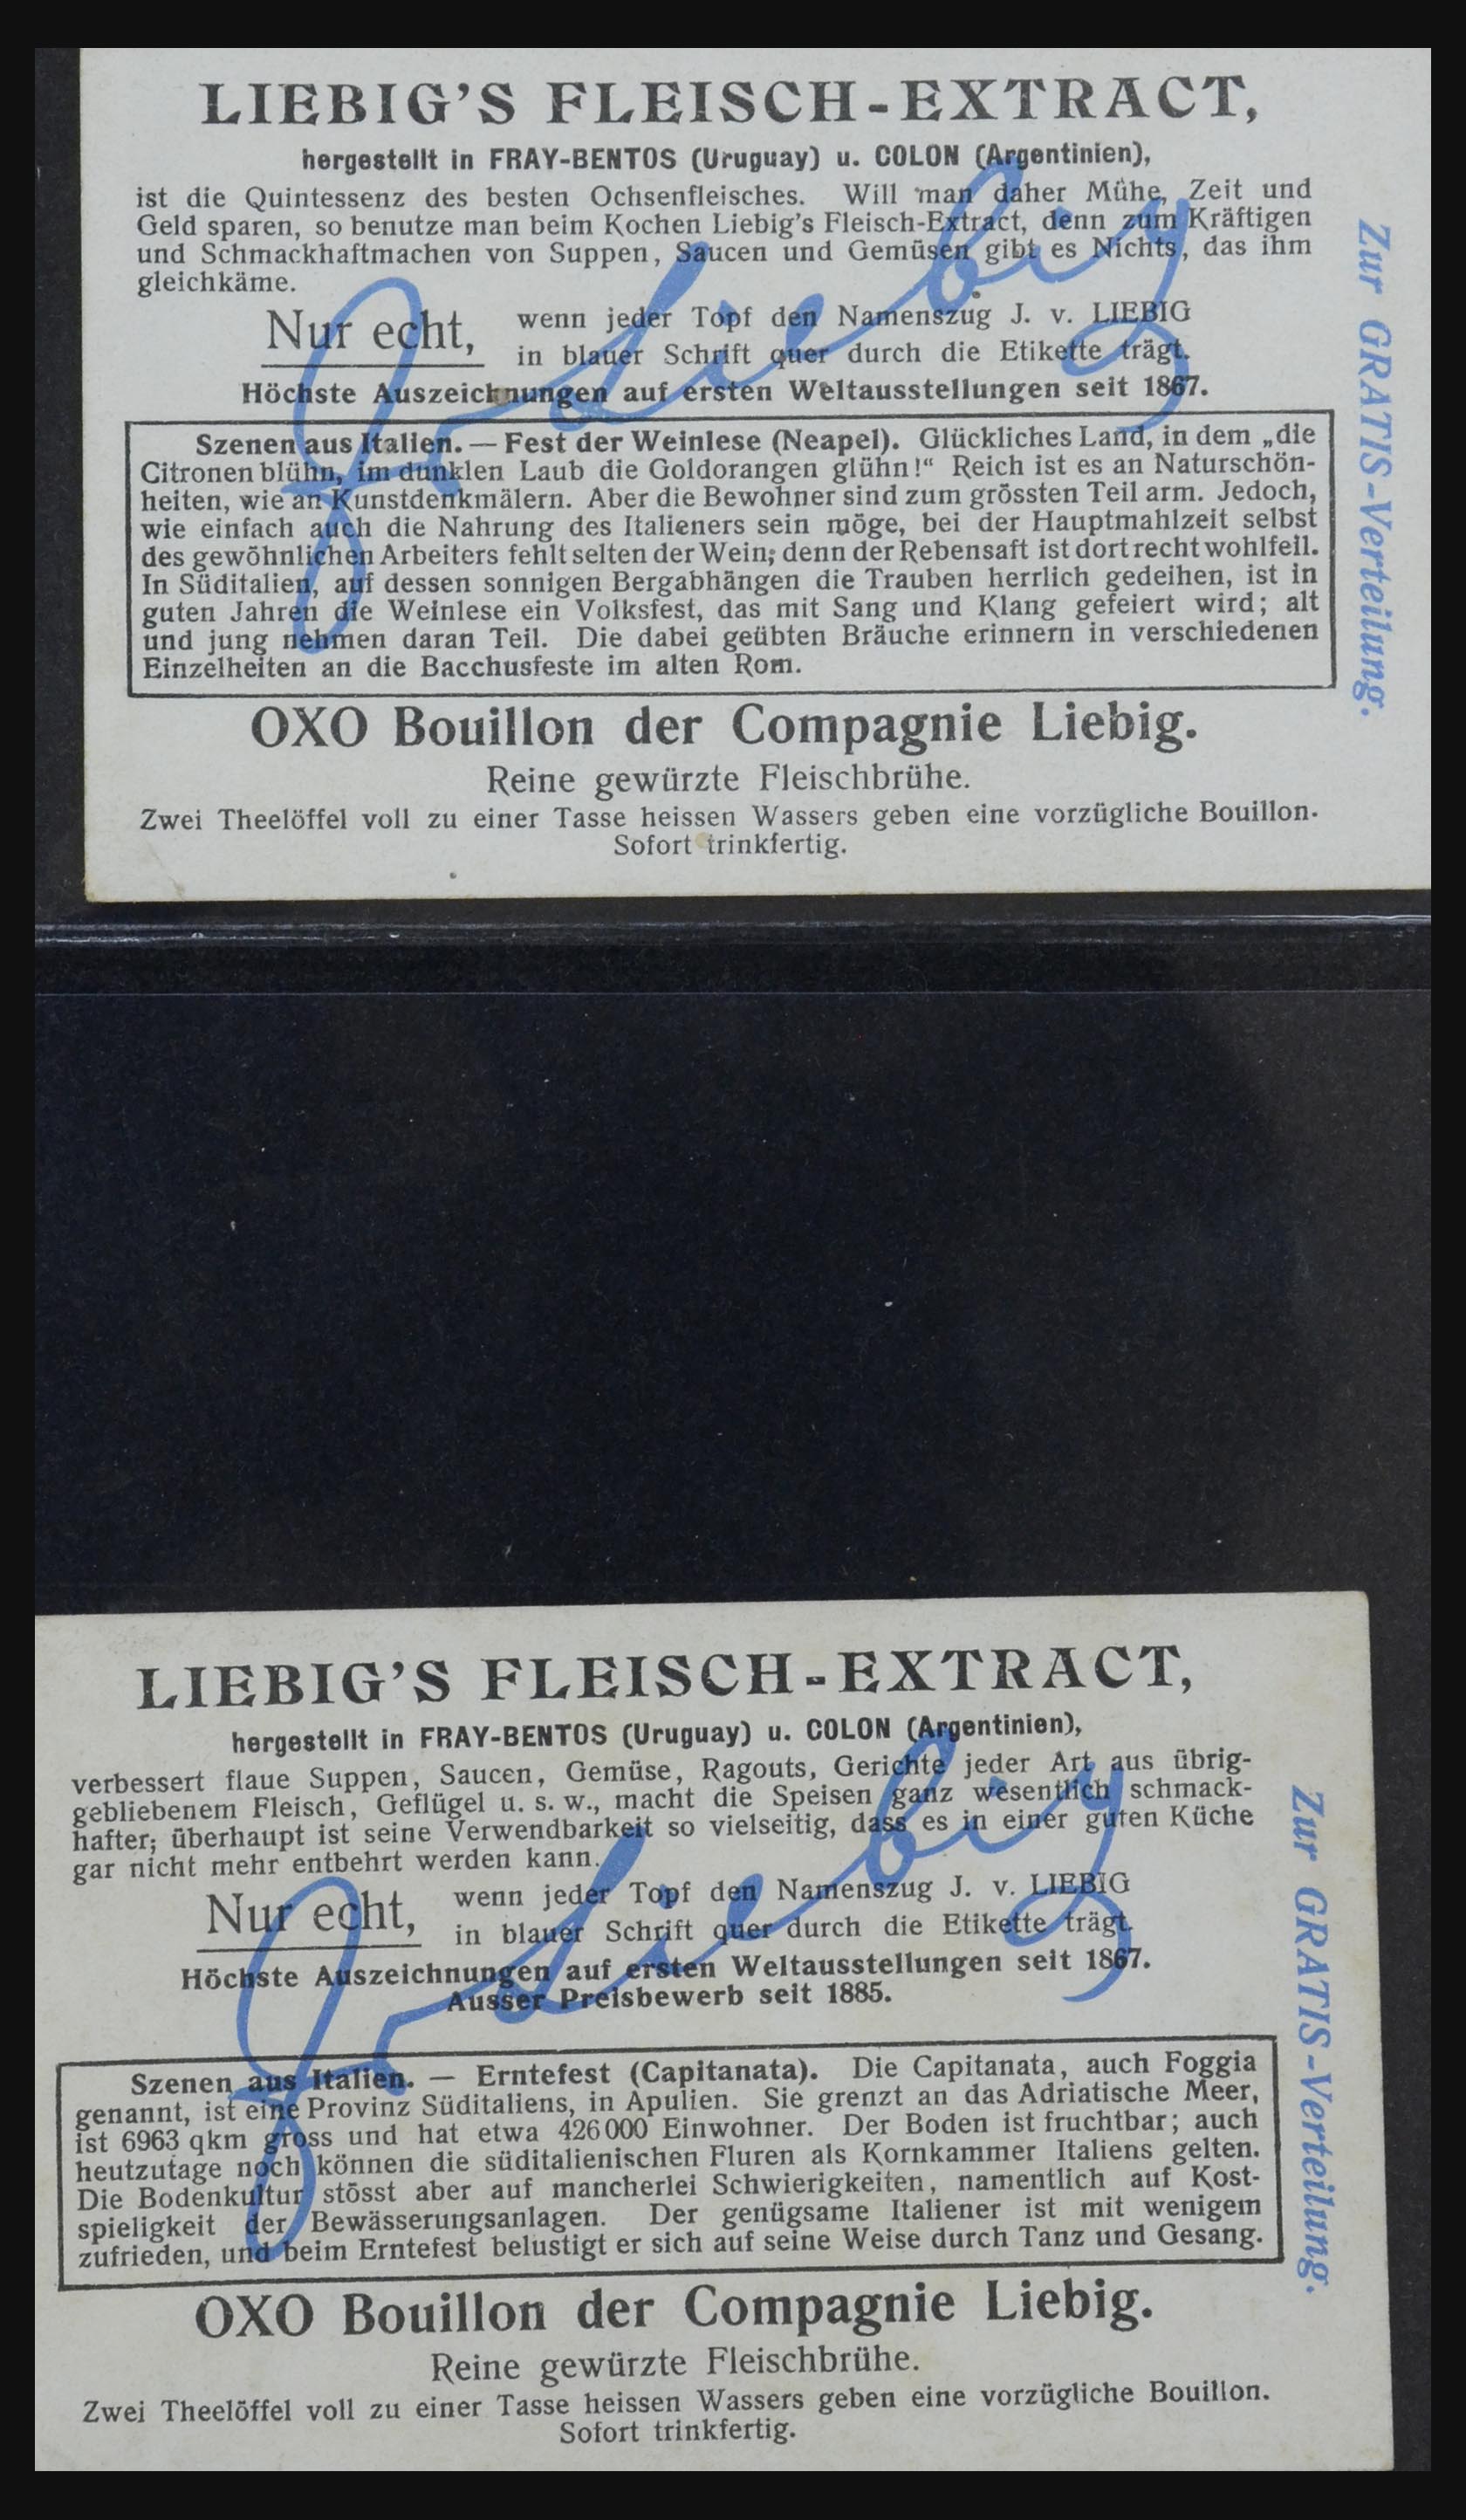 LIEBIG'S FLEISCH-EXTRACT,
hergestellt in FRAY-BENTOS (Uruguay) u. COLON (Argentinien),
ist die Quintessenz des besten Ochsenfleisches. Will man daher Mühe, Zeit und
Geld sparen, so benutze man beim Kochen Liebig's Fleisch-Extract, denn zum Kräftigen
und Schmackhaftmachen von Suppen, Saucen und Gemüsen gibt es Nichts, das ihm
gleichkäme.
Nur echt,
wenn jeder Topf den Namenszug J. v. LIEBIG
in blauer Schrift quer durch die Etikette trägt.
Höchste Auszeichnungen auf ersten Weltausstellungen seit 1867.
Szenen aus Italien. — Fest der Weinlese (Neapel). Glückliches Land, in dem „die
Citronen blühn, im dunklen Laub die Goldorangen glühn!“ Reich ist es an Naturschön-
heiten, wie an Kunstdenkmälern. Aber die Bewohner sind zum grössten Teil arm. Jedoch,
wie einfach auch die Nahrung des Italieners sein möge, bei der Hauptmahlzeit selbst
des gewöhnlichen Arbeiters fehlt selten der Wein; denn der Rebensaft ist dort recht wohlfeil.
In Süditalien, auf dessen sonnigen Bergabhängen die Trauben herrlich gedeihen, ist in
guten Jahren die Weinlese ein Volksfest, das mit Sang und Klang gefeiert wird; alt
und jung nehmen daran Teil. Die dabei geübten Bräuche erinnern in verschiedenen
Einzelheiten an die Bacchusfeste im alten Rom.
OXO Bouillon der Compagnie Liebig.
Reine gewürzte Fleischbrühe.
Zwei Theelöffel voll zu einer Tasse heissen Wassers geben eine vorzügliche Bouillon.
Sofort trinkfertig.
J v Liebig
Zur GRATIS-Verteilung.
LIEBIG'S FLEISCH-EXTRACT,
hergestellt in FRAY-BENTOS (Uruguay) u. COLON (Argentinien),
verbessert flaue Suppen, Saucen, Gemüse, Ragouts, Gerichte jeder Art aus übrig-
gebliebenem Fleisch, Geflügel u. s. w., macht die Speisen ganz wesentlich schmack-
hafter; überhaupt ist seine Verwendbarkeit so vielseitig, dass es in einer guten Küche
gar nicht mehr entbehrt werden kann.
Nur echt,
wenn jeder Topf den Namenszug J. v. LIEBIG
in blauer Schrift quer durch die Etikette trägt.
Höchste Auszeichnungen auf ersten Weltausstellungen seit 1867.
Ausser Preisbewerb seit 1885.
Szenen aus Italien. — Erntefest (Capitanata). Die Capitanata, auch Foggia
genannt, ist eine Provinz Süditaliens, in Apulien. Sie grenzt an das Adriatische Meer,
ist 6963 qkm gross und hat etwa 426 000 Einwohner. Der Boden ist fruchtbar; auch
heutzutage noch können die süditalienischen Fluren als Kornkammer Italiens gelten.
Die Bodenkultur stösst aber auf mancherlei Schwierigkeiten, namentlich auf Kost-
spieligkeit der Bewässerungsanlagen. Der genügsame Italiener ist mit wenigem
zufrieden, und beim Erntefest belustigt er sich auf seine Weise durch Tanz und Gesang.
OXO Bouillon der Compagnie Liebig.
Reine gewürzte Fleischbrühe.
Zwei Theelöffel voll zu einer Tasse heissen Wassers geben eine vorzügliche Bouillon.
Sofort trinkfertig.
J v Liebig
Zur GRATIS-Verteilung.